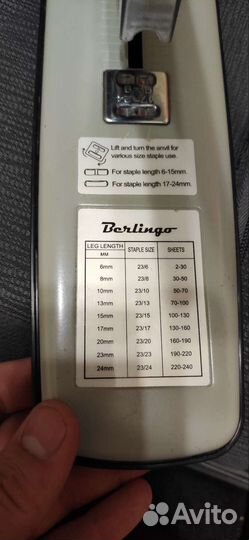 Lift and turn the anvil for
various size staple use.
For staple length 6-15mm.
For staple length 17-24mm.
Berlingo
LEG LENGTH STAPLE SIZE SHEETS
MM
6mm 23/6 2-30
8mm 23/8 30-50
10mm 23/10 50-70
13mm 23/13 70-100
15mm 23/15 100-130
17mm 23/17 130-160
20mm 23/20 160-190
23mm 23/23 190-220
24mm 23/24 220-240
Avito